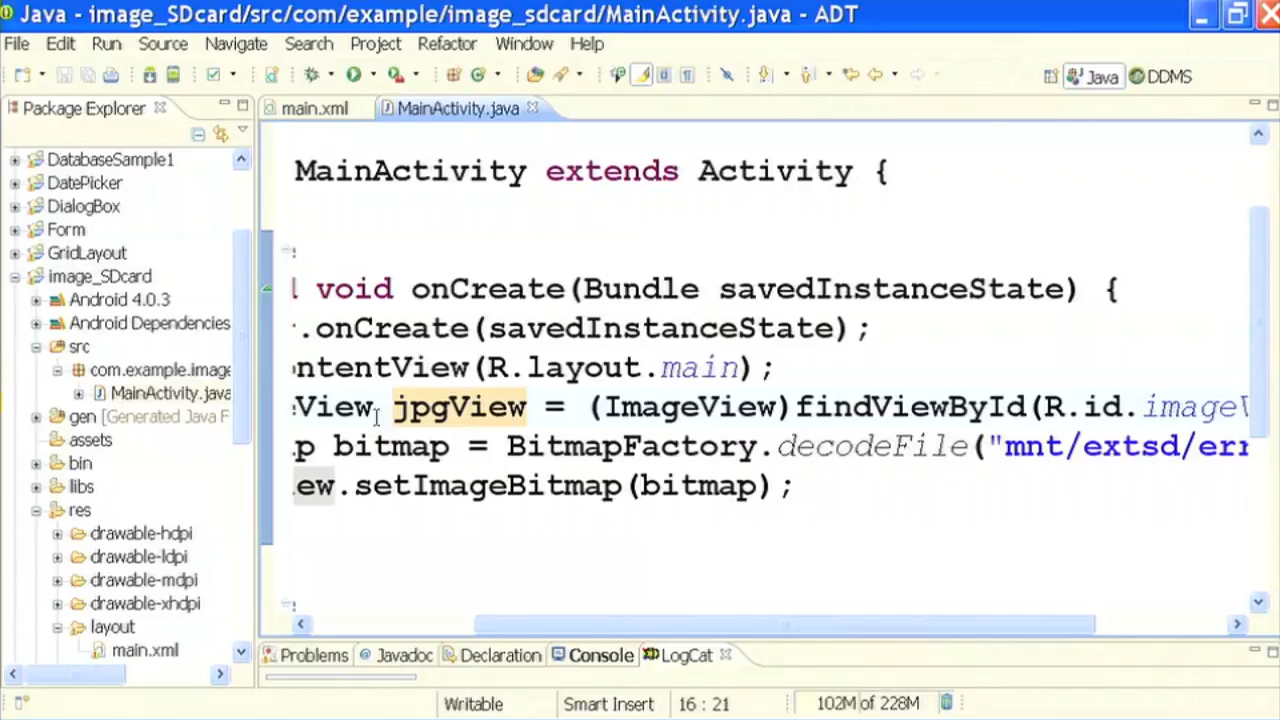 Java - image_SDcard/src/com/example/image_sdcard/MainActivity.java - ADT
File Edit Run Source Navigate Search Project Refactor Window Help
Java DDMS
Package Explorer
main.xml MainActivity.java
DatabaseSample1
DatePicker
DialogBox
Form
GridLayout
image_SDcard
Android 4.0.3
Android Dependencies
src
com.example.image
MainActivity.java
gen [Generated Java F
assets
bin
libs
res
drawable-hdpi
drawable-ldpi
drawable-mdpi
drawable-xhdpi
layout
main.xml
MainActivity extends Activity {
void onCreate(Bundle savedInstanceState) {
.onCreate(savedInstanceState);
ntentView(R.layout.main);
View jpgView = (ImageView)findViewById(R.id.imageV
p bitmap = BitmapFactory.decodeFile("mnt/extsd/err
ew.setImageBitmap(bitmap);
Problems Javadoc Declaration Console LogCat
Writable Smart Insert 16 : 21 102M of 228M